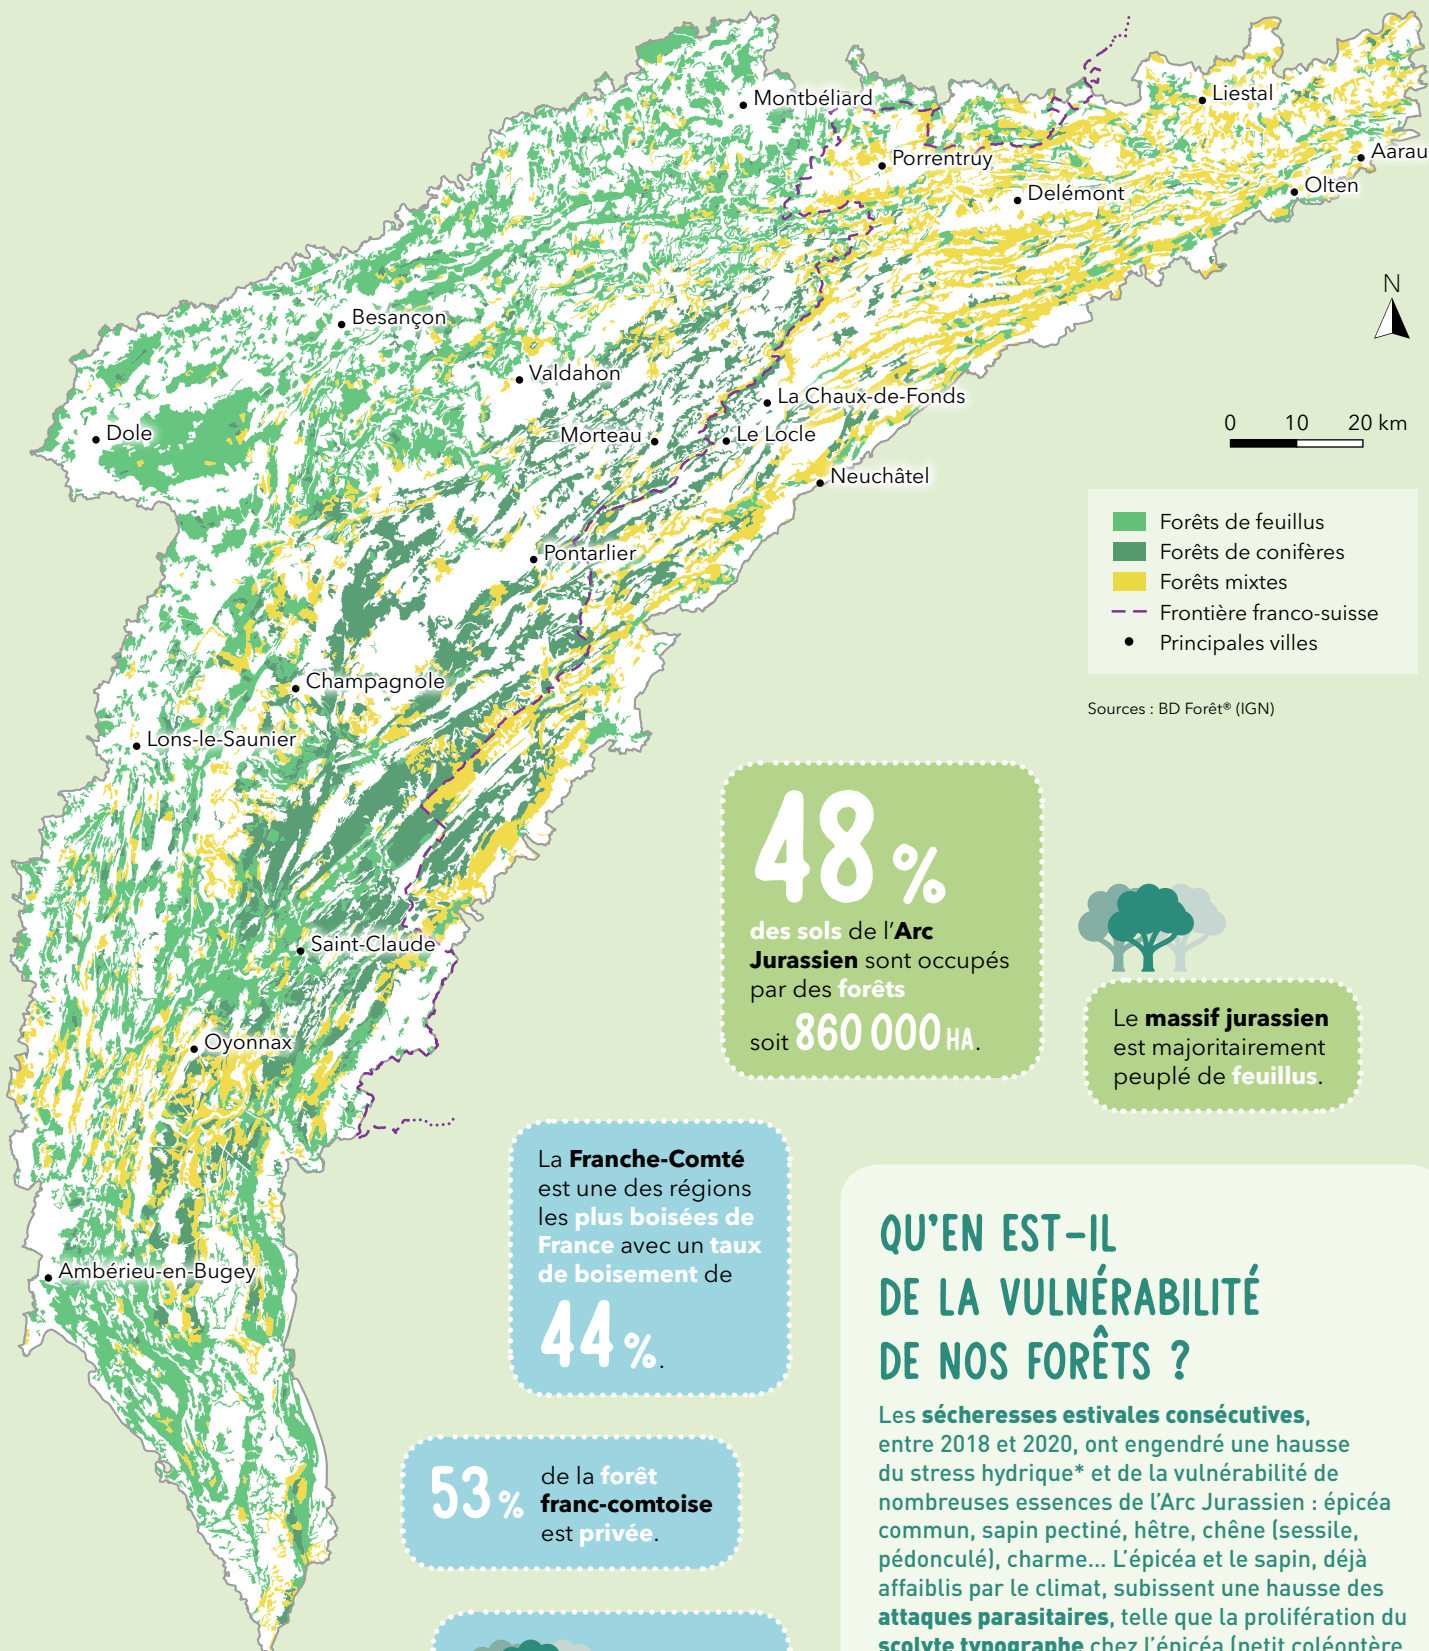 Montbéliard
Liestal
Aarau
Porrentruy
Olten
Delémont
N
Besançon
Valdahon
La Chaux-de-Fonds
0 10 20 km
Dole
Morteau
Le Locle
Neuchâtel
Forêts de feuillus
Forêts de conifères
Forêts mixtes
Frontière franco-suisse
Principales villes
Pontarlier
Champagnole
Sources : BD Forêt® (IGN)
Lons-le-Saunier
Saint-Claude
Oyonnax
Ambérieu-en-Bugey
48 %
des sols de l'Arc
Jurassien sont occupés
par des forêts
soit 860 000 HA.
Le massif jurassien
est majoritairement
peuplé de feuillus.
La Franche-Comté
est une des régions
les plus boisées de
France avec un taux
de boisement de
44 %.
53 %
de la forêt
franc-comtoise
est privée.
QU'EN EST-IL
DE LA VULNÉRABILITÉ
DE NOS FORÊTS ?
Les sécheresses estivales consécutives,
entre 2018 et 2020, ont engendré une hausse
du stress hydrique* et de la vulnérabilité de
nombreuses essences de l'Arc Jurassien : épicéa
commun, sapin pectiné, hêtre, chêne (sessile,
pédonculé), charme... L'épicéa et le sapin, déjà
affaiblis par le climat, subissent une hausse des
attaques parasitaires, telle que la prolifération du
scolyte typographe chez l'épicéa (petit coléoptère